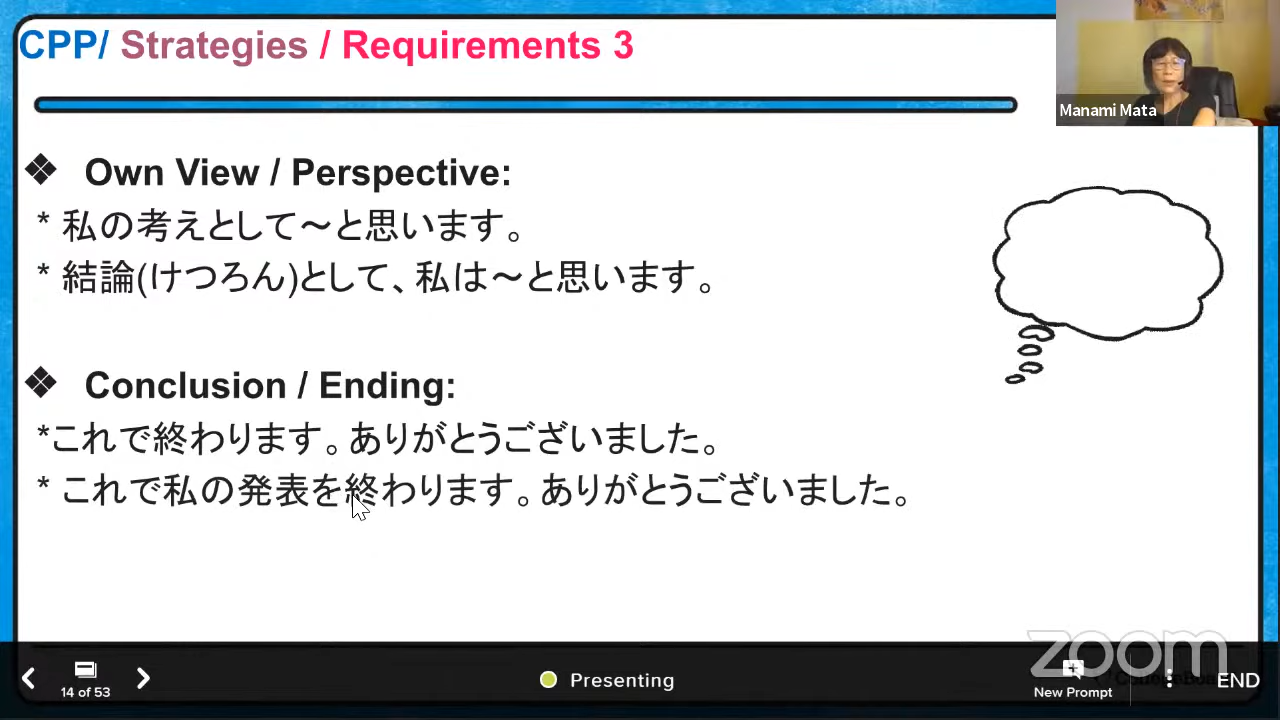 CPP/ Strategies / Requirements 3
Manami Mata
❖ Own View / Perspective:
* 私の考えとして～と思います。
* 結論(けつろん)として、私は～と思います。
❖ Conclusion / Ending:
*これで終わります。ありがとうございました。
* これで私の発表を終わります。ありがとうございました。
zoom
14 of 53
Presenting
New Prompt
END